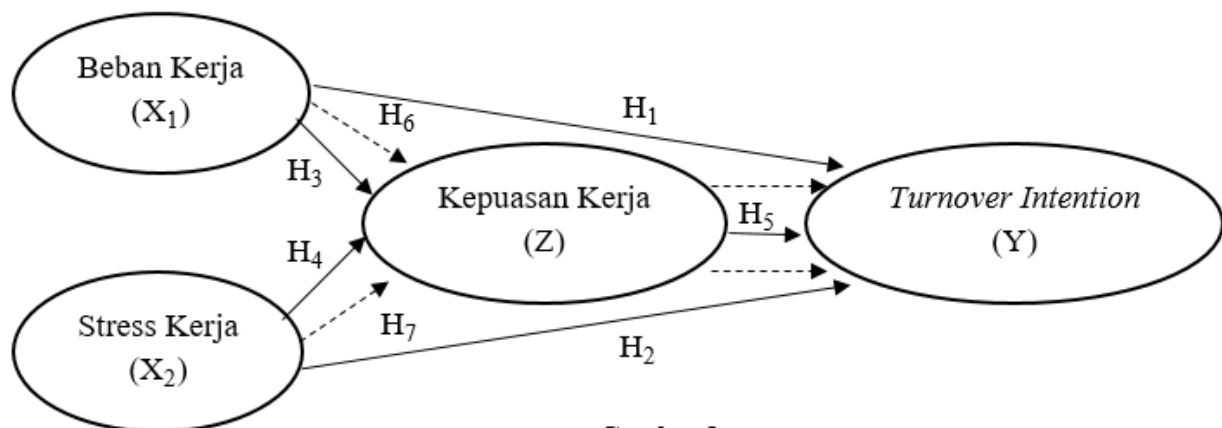 Beban Kerja
(X₁)
H₁
H₆
H₃
Kepuasan Kerja
(Z)
H₅
Turnover Intention
(Y)
H₄
Stress Kerja
(X₂)
H₇
H₂